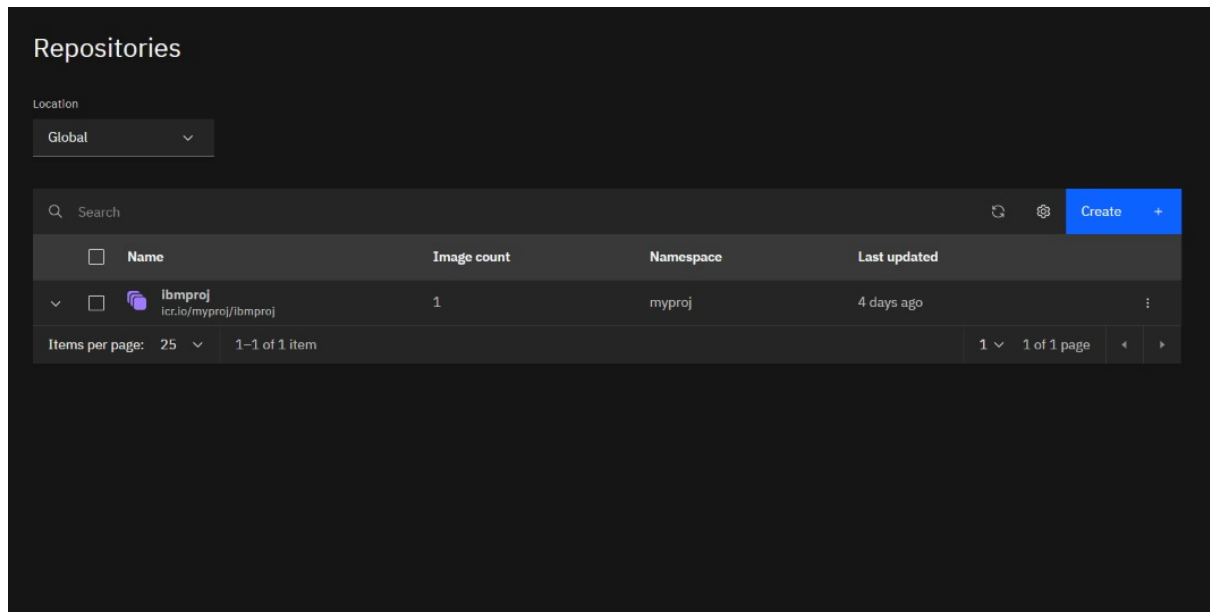 Repositories
Location
Global
Search
Create +
Name Image count Namespace Last updated
ibmproj
icr.io/myproj/ibmproj
1 myproj 4 days ago
Items per page: 25 1–1 of 1 item 1 1 of 1 page